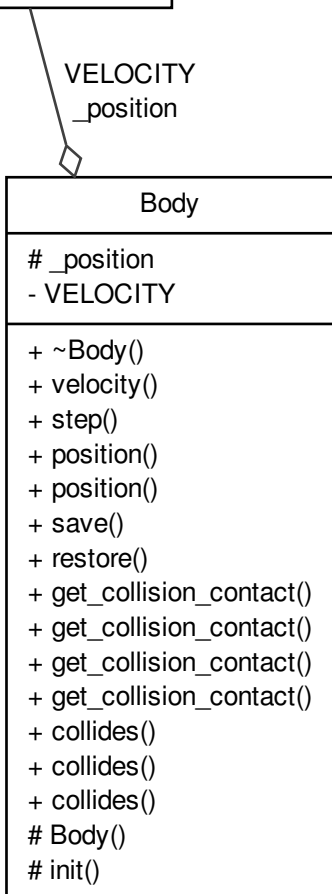 VELOCITY
_position
Body
# _position
- VELOCITY
+ ~Body()
+ velocity()
+ step()
+ position()
+ position()
+ save()
+ restore()
+ get_collision_contact()
+ get_collision_contact()
+ get_collision_contact()
+ get_collision_contact()
+ collides()
+ collides()
+ collides()
# Body()
# init()